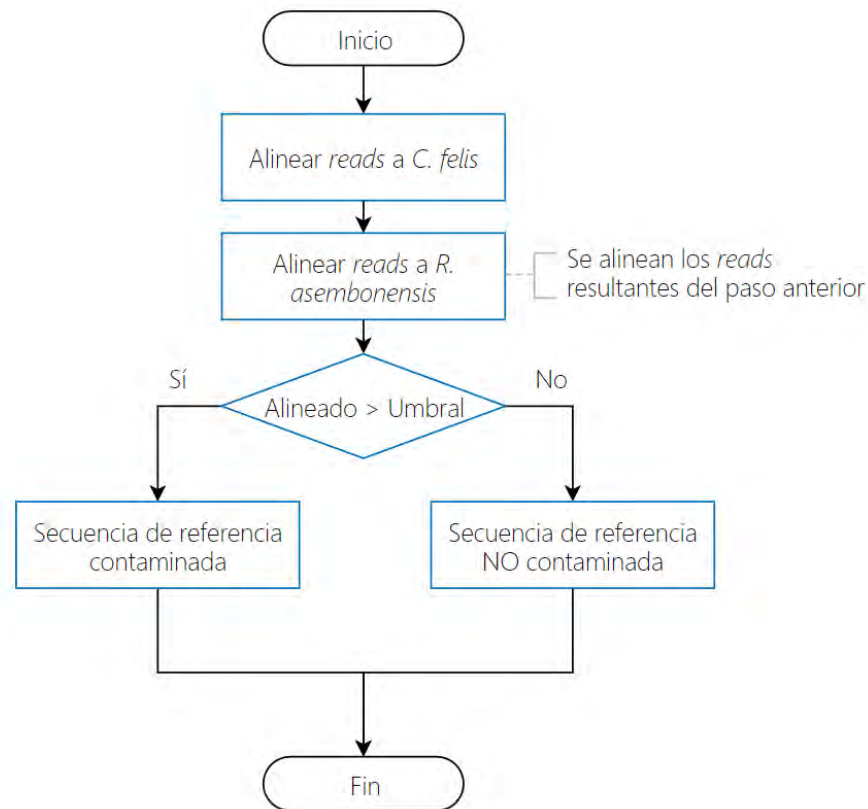 Inicio
Alinear reads a C. felis
Alinear reads a R.
asembonensis
Se alinean los reads
resultantes del paso anterior
Sí
No
Alineado > Umbral
Secuencia de referencia
contaminada
Secuencia de referencia
NO contaminada
Fin